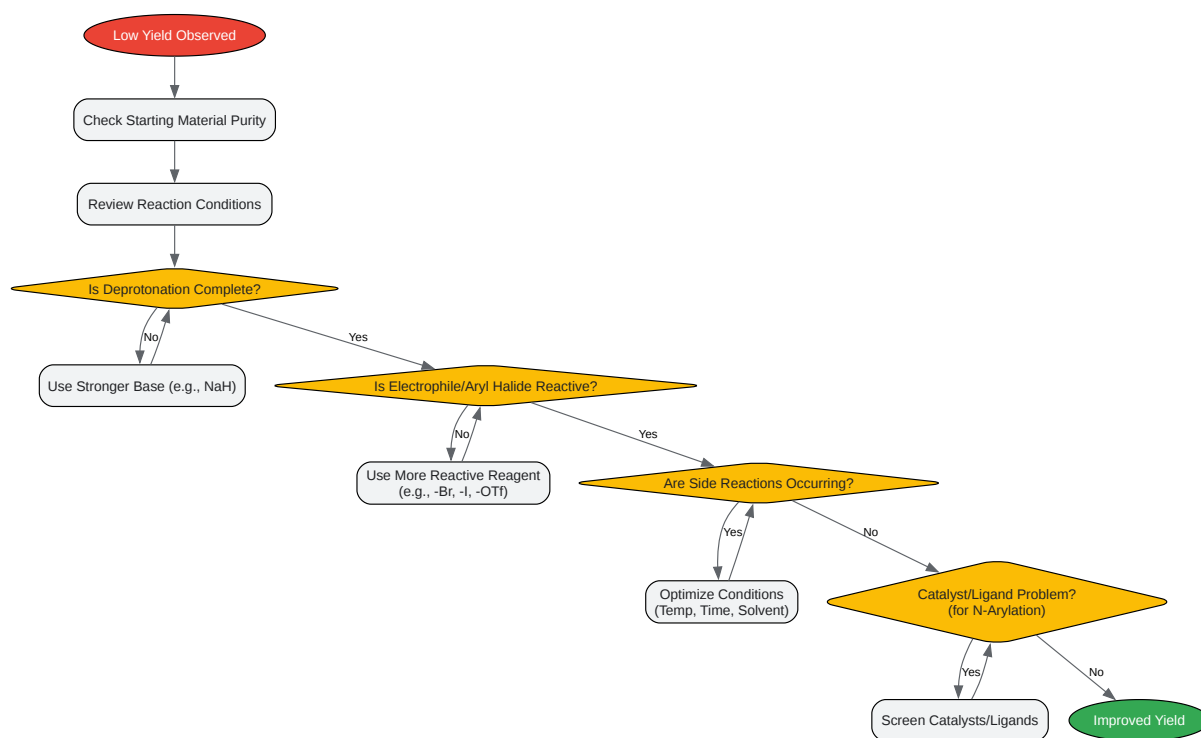 Low Yield Observed
Check Starting Material Purity
Review Reaction Conditions
Is Deprotonation Complete?
No
Yes
Use Stronger Base (e.g., NaH)
Is Electrophile/Aryl Halide Reactive?
No
Yes
Use More Reactive Reagent
(e.g., -Br, -I, -OTf)
Are Side Reactions Occurring?
Yes
No
Optimize Conditions
(Temp, Time, Solvent)
Catalyst/Ligand Problem?
(for N-Arylation)
Yes
No
Screen Catalysts/Ligands
Improved Yield